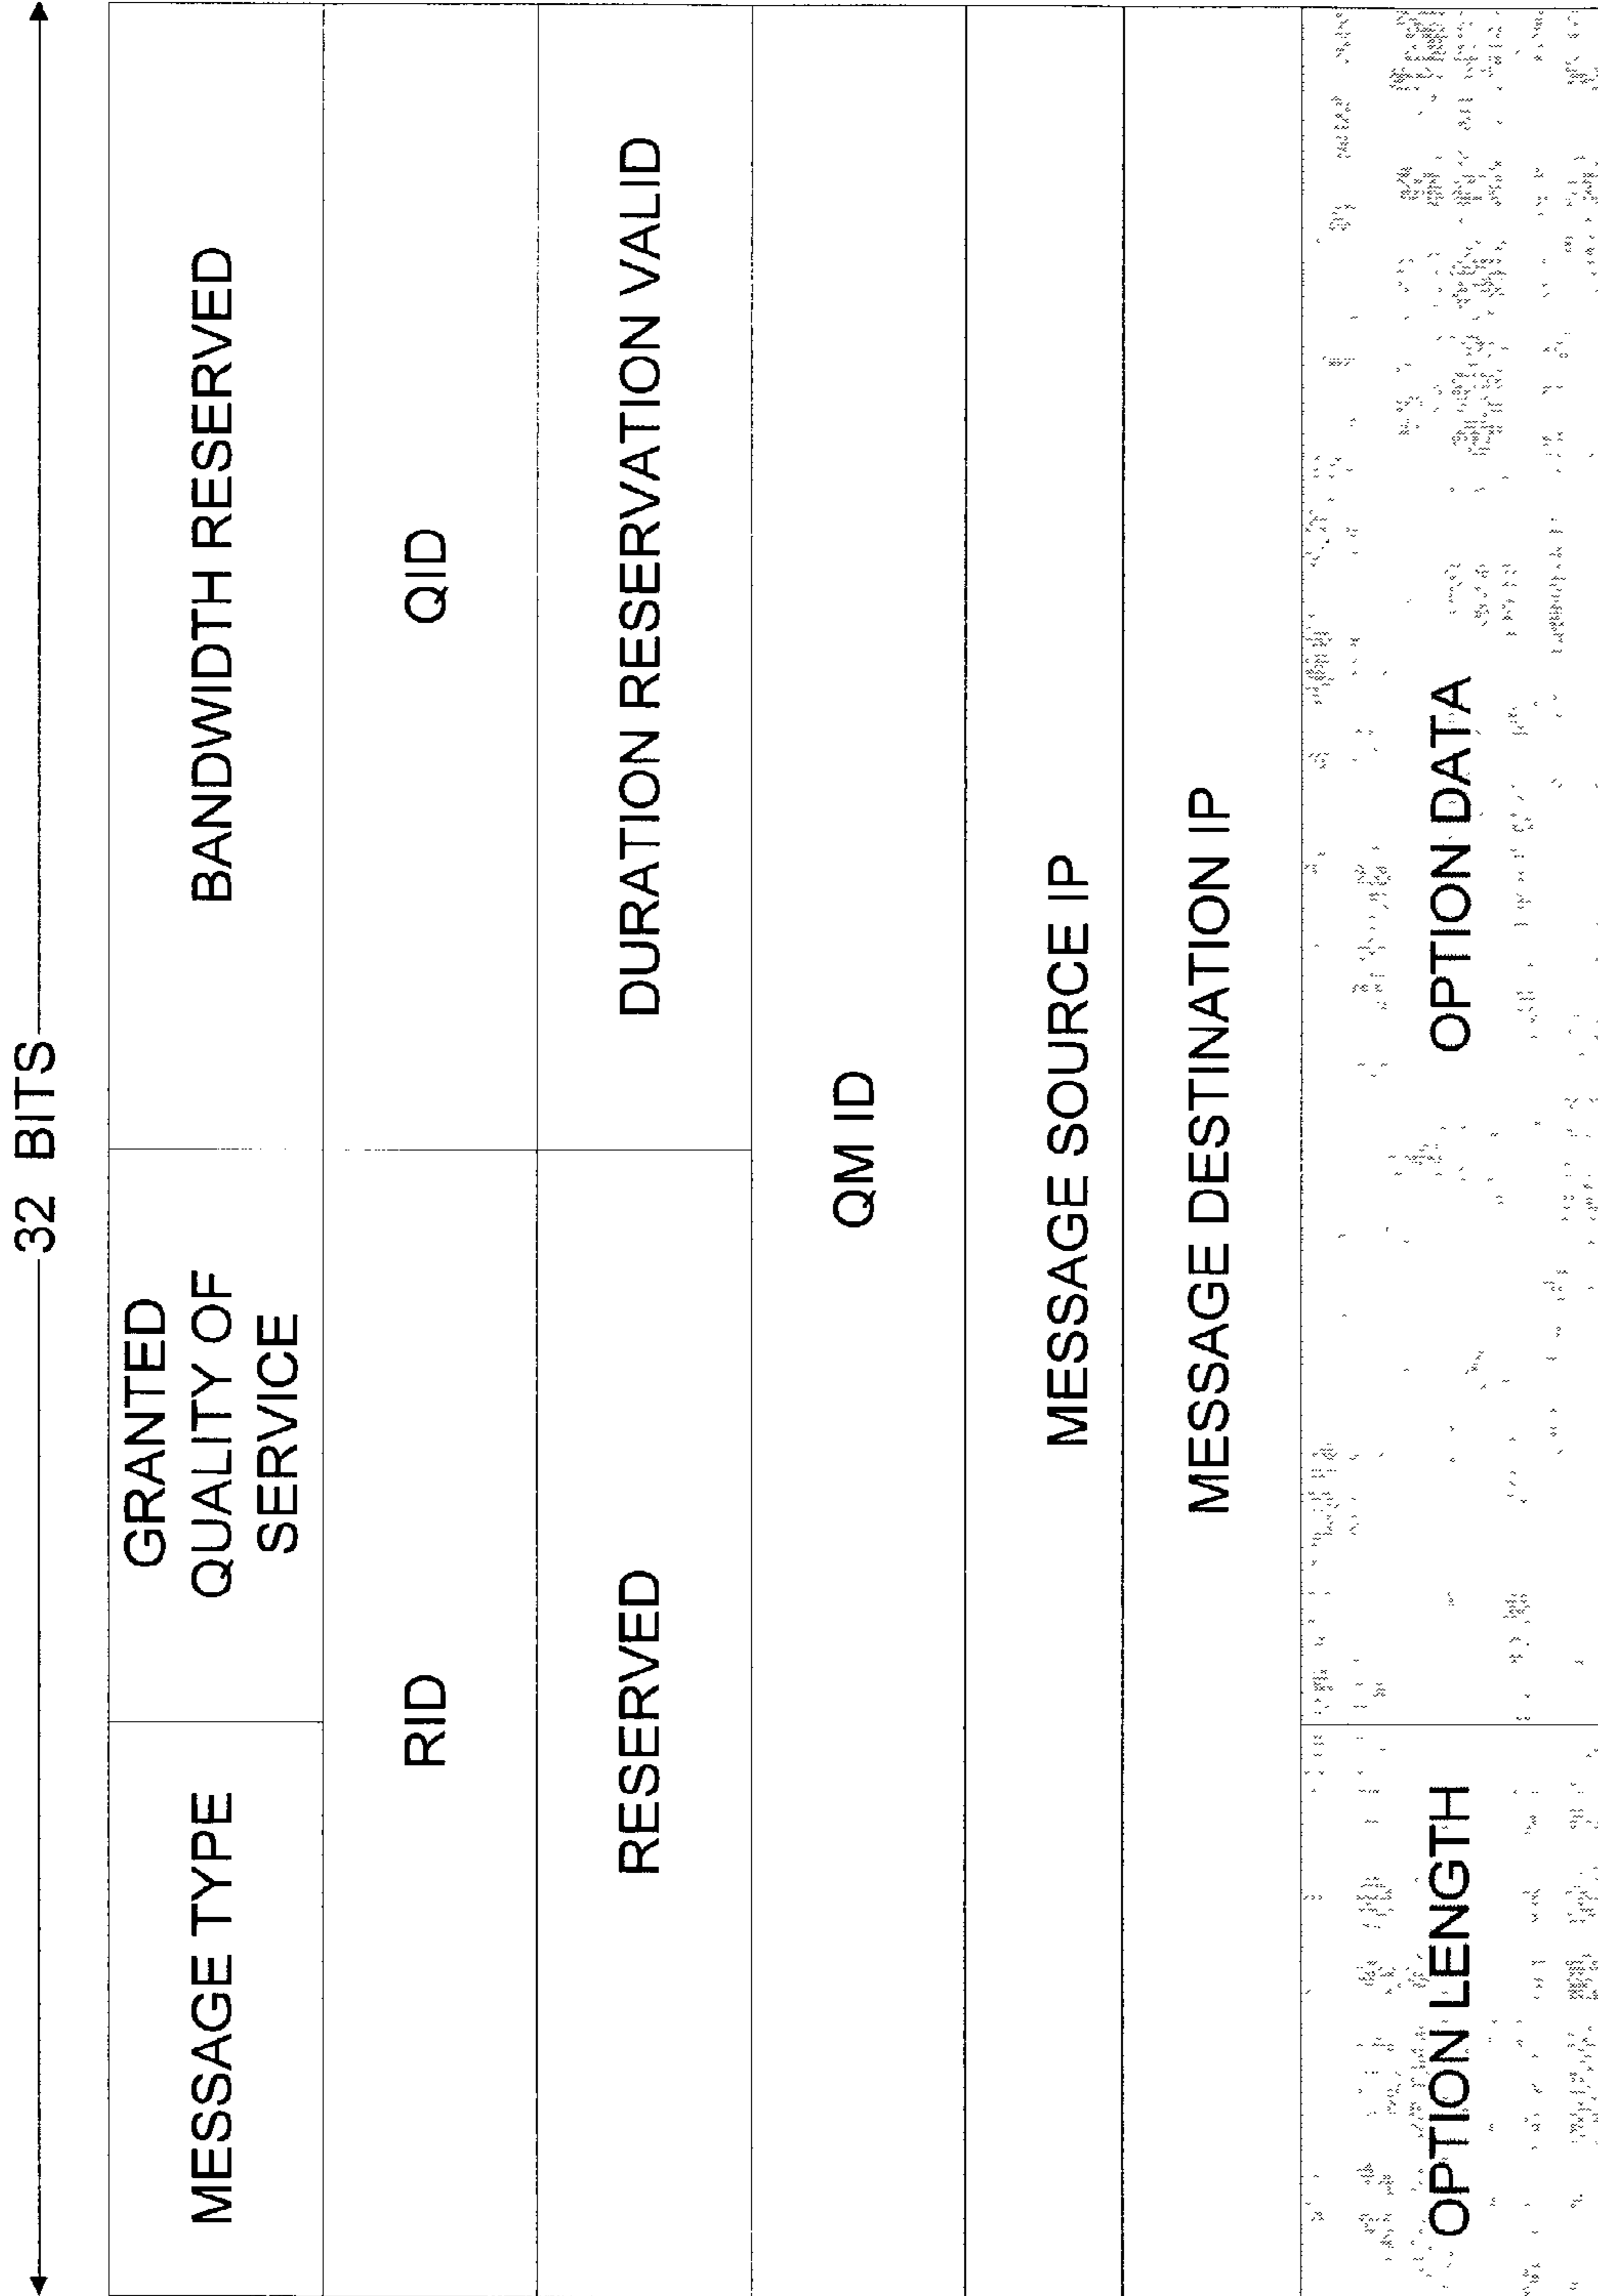 32 BITS
MESSAGE TYPE
GRANTED
QUALITY OF
SERVICE
BANDWIDTH RESERVED
RID
QID
RESERVED
DURATION RESERVATION VALID
QM ID
MESSAGE SOURCE IP
MESSAGE DESTINATION IP
OPTION LENGTH
OPTION DATA